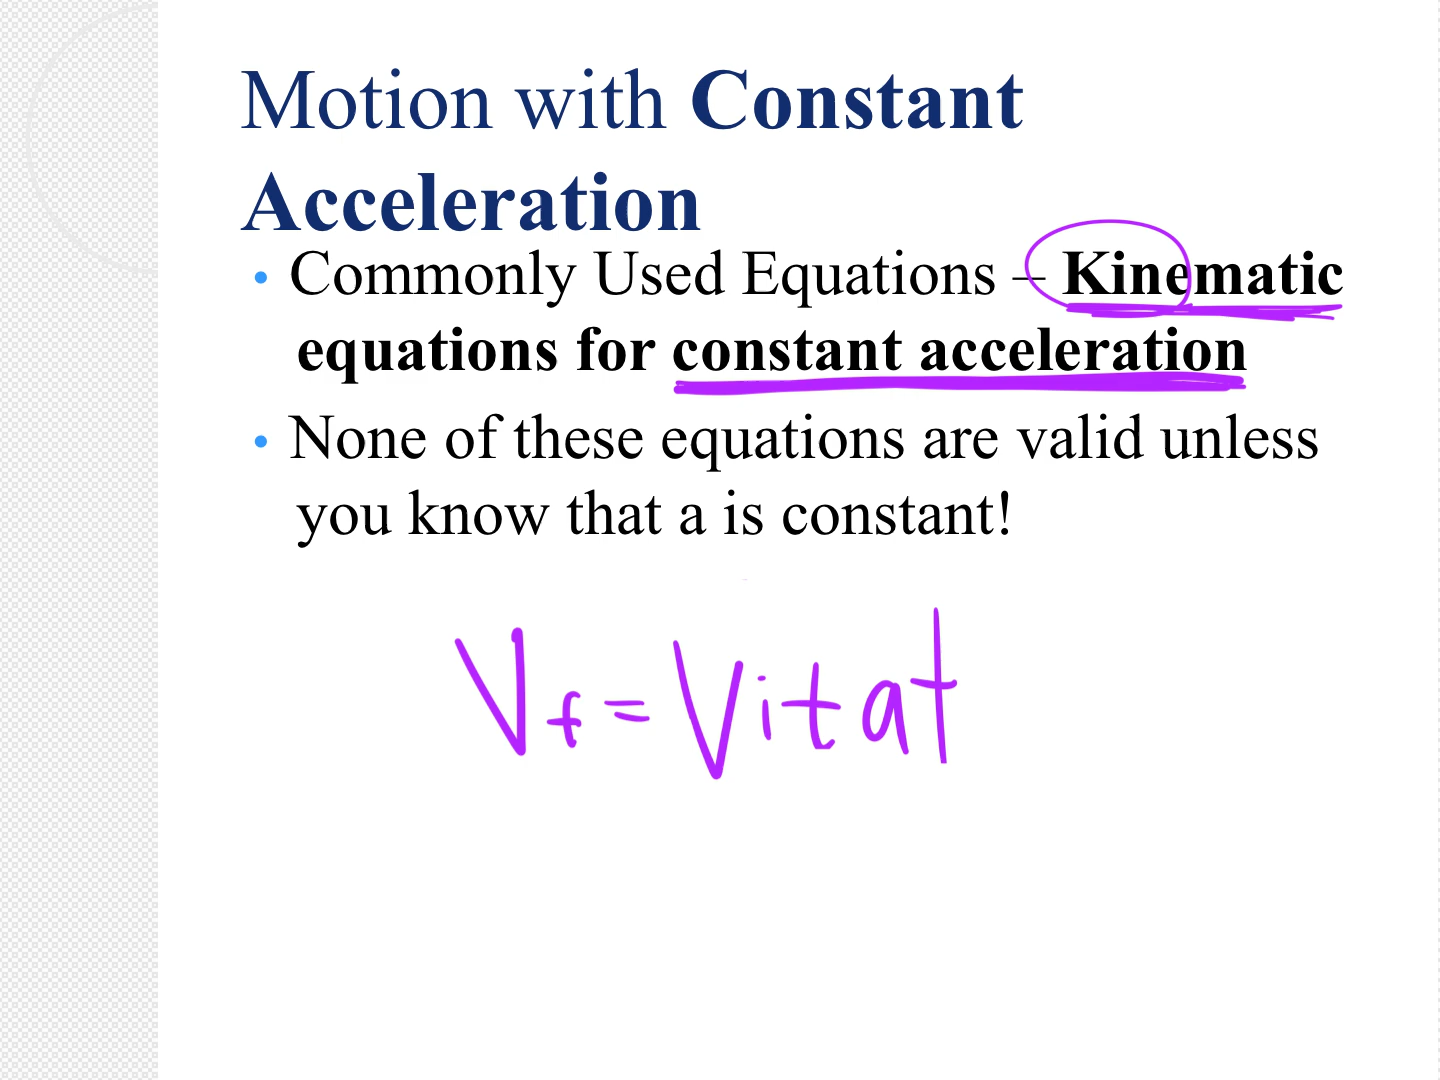 Motion with Constant
Acceleration
• Commonly Used Equations – Kinematic
equations for constant acceleration
• None of these equations are valid unless
you know that a is constant!
Vf = Vi + at